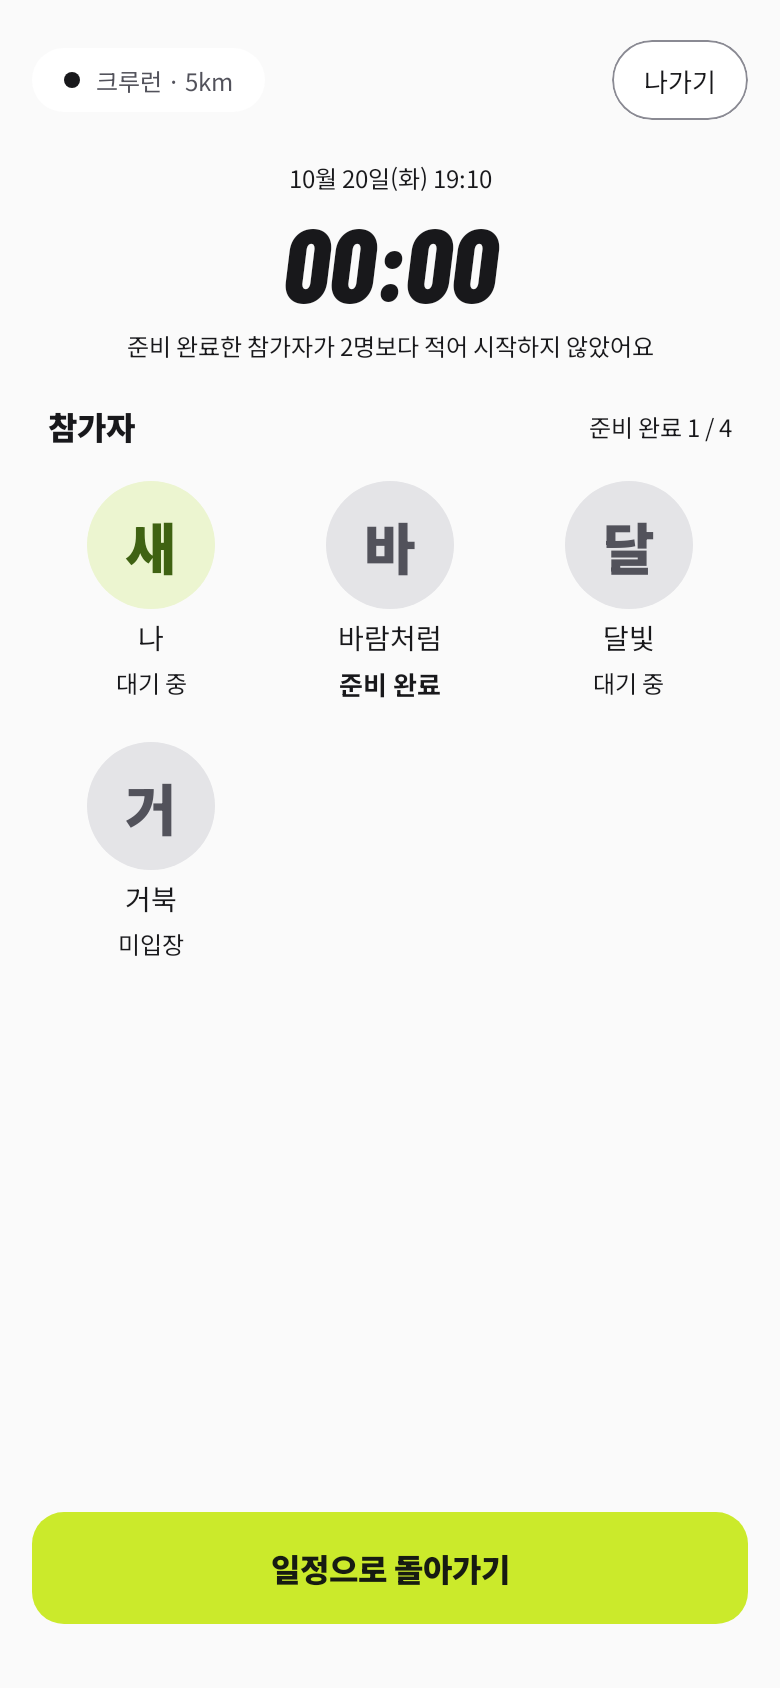 크루런 · 5km
나가기
10월 20일(화) 19:10
00:00
준비 완료한 참가자가 2명보다 적어 시작하지 않았어요
참가자
준비 완료 1 / 4
새
바
달
나
바람처럼
달빛
대기 중
준비 완료
대기 중
거
거북
미입장
일정으로 돌아가기